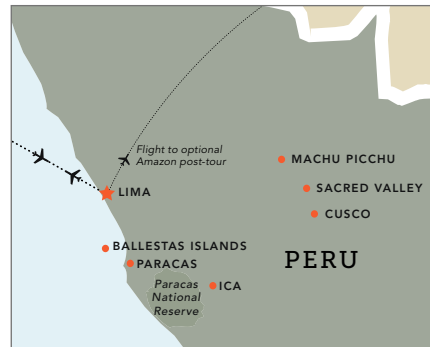 Flight to optional
Amazon post-tour
MACHU PICCHU
LIMA
SACRED VALLEY
CUSCO
BALLESTAS ISLANDS
PARACAS
PERU
Paracas
National
Reserve
ICA